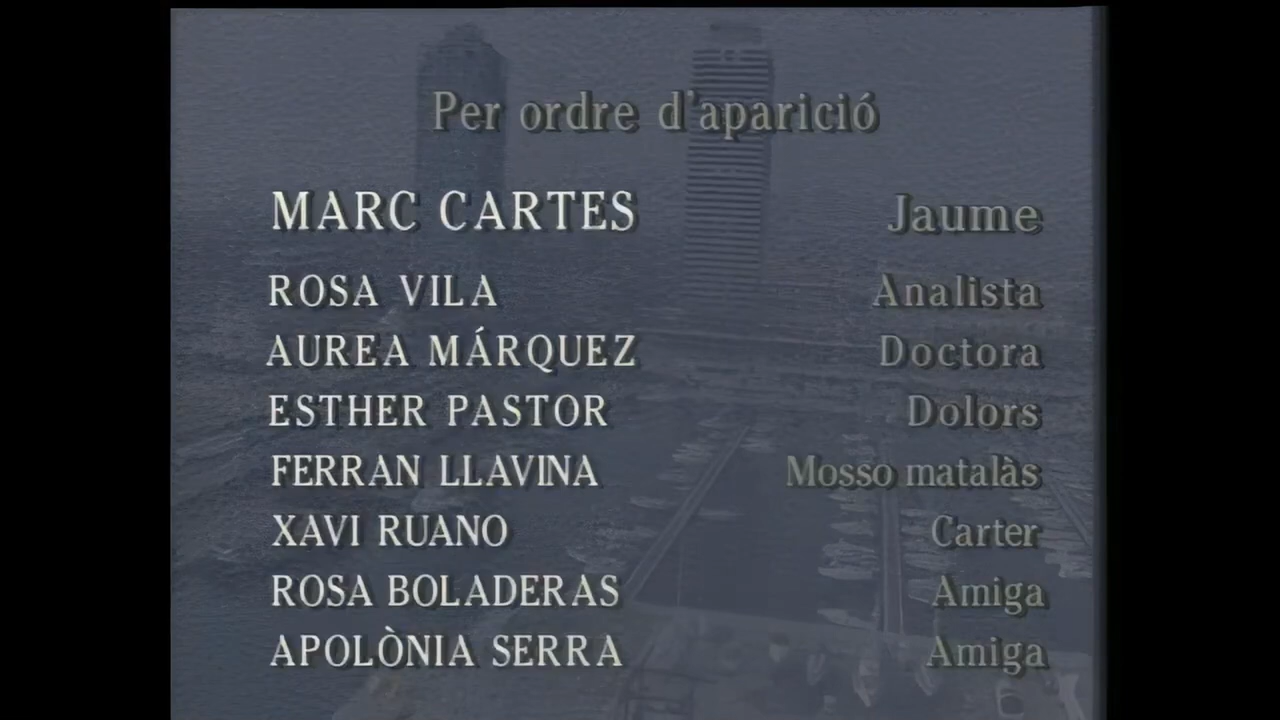 Per ordre d'aparició
MARC CARTES Jaume
ROSA VILA Analista
AUREA MÁRQUEZ Doctora
ESTHER PASTOR Dolors
FERRAN LLAVINA Mosso matalàs
XAVI RUANO Carter
ROSA BOLADERAS Amiga
APOLÒNIA SERRA Amiga